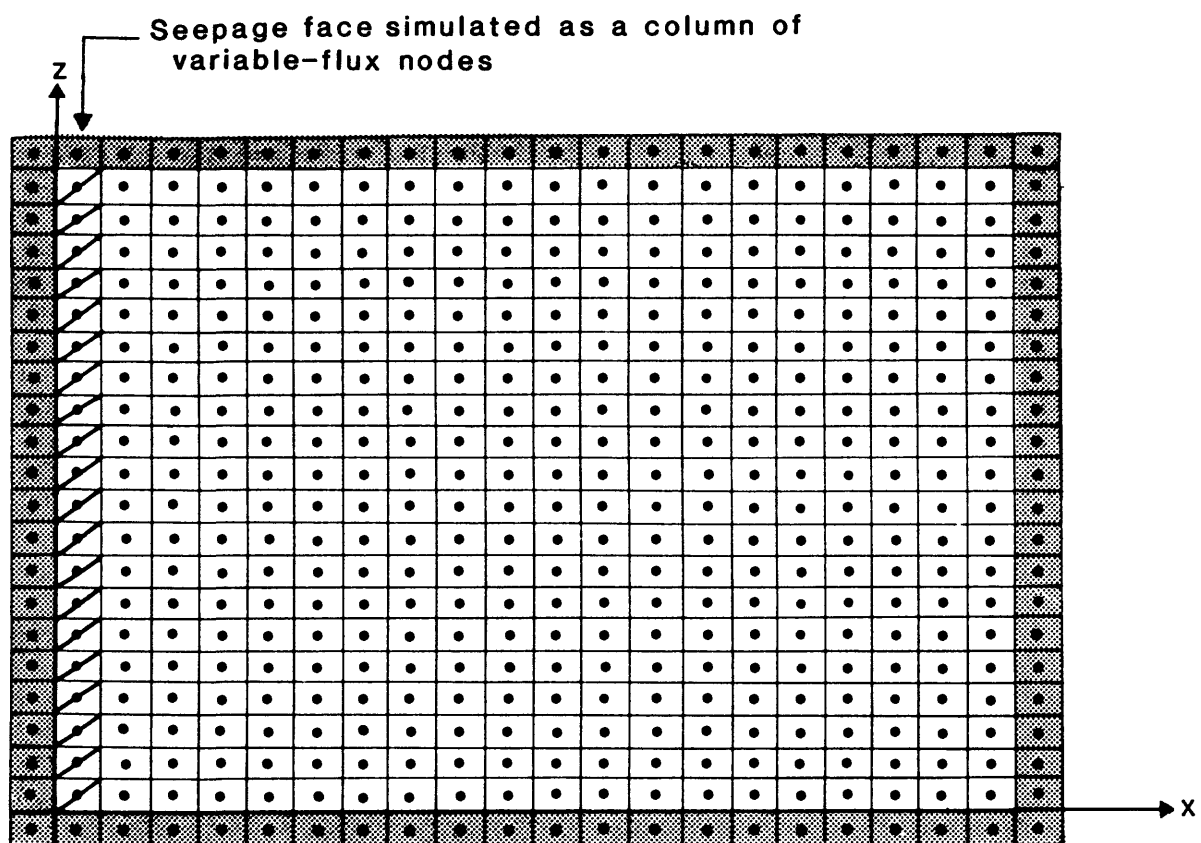 Seepage face simulated as a column of
variable-flux nodes
Z
X